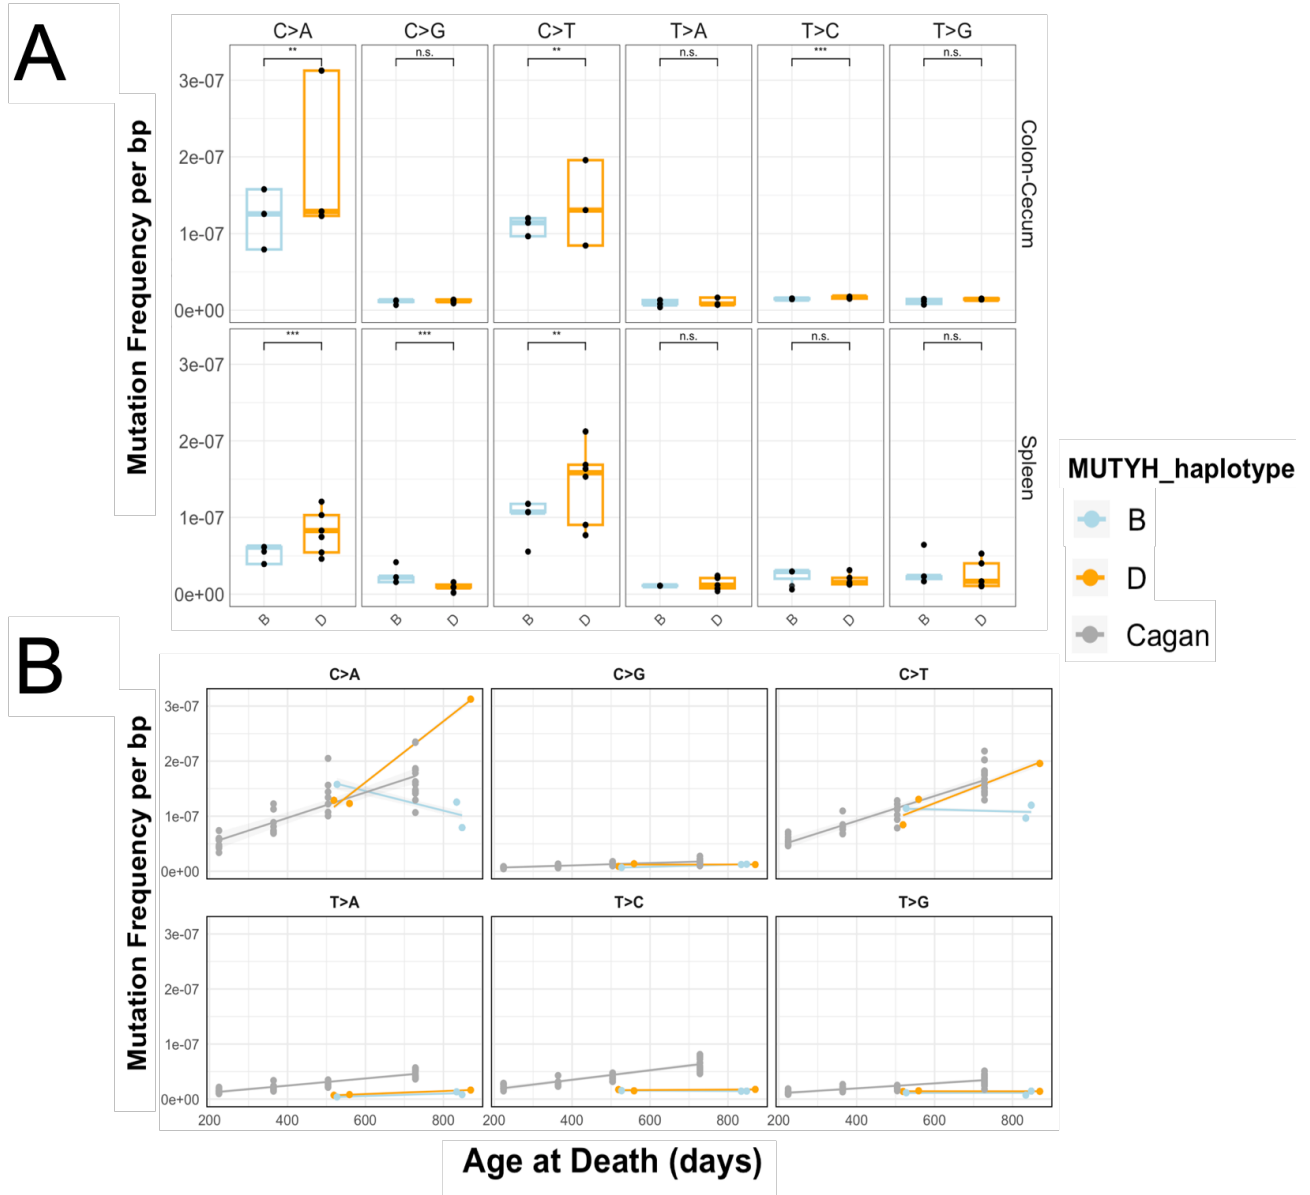 A
C>A C>G C>T T>A T>C T>G
** n.s. ** n.s. *** n.s.
Mutation Frequency per bp
3e-07
2e-07
1e-07
0e+00
Colon-Cecum
*** *** ** n.s. n.s. n.s.
3e-07
2e-07
1e-07
0e+00
Spleen
B D B D B D B D B D B D
MUTYH_haplotype
B
D
Cagan
B
C>A C>G C>T
Mutation Frequency per bp
3e-07
2e-07
1e-07
0e+00
T>A T>C T>G
3e-07
2e-07
1e-07
0e+00
200 400 600 800 200 400 600 800 200 400 600 800
Age at Death (days)